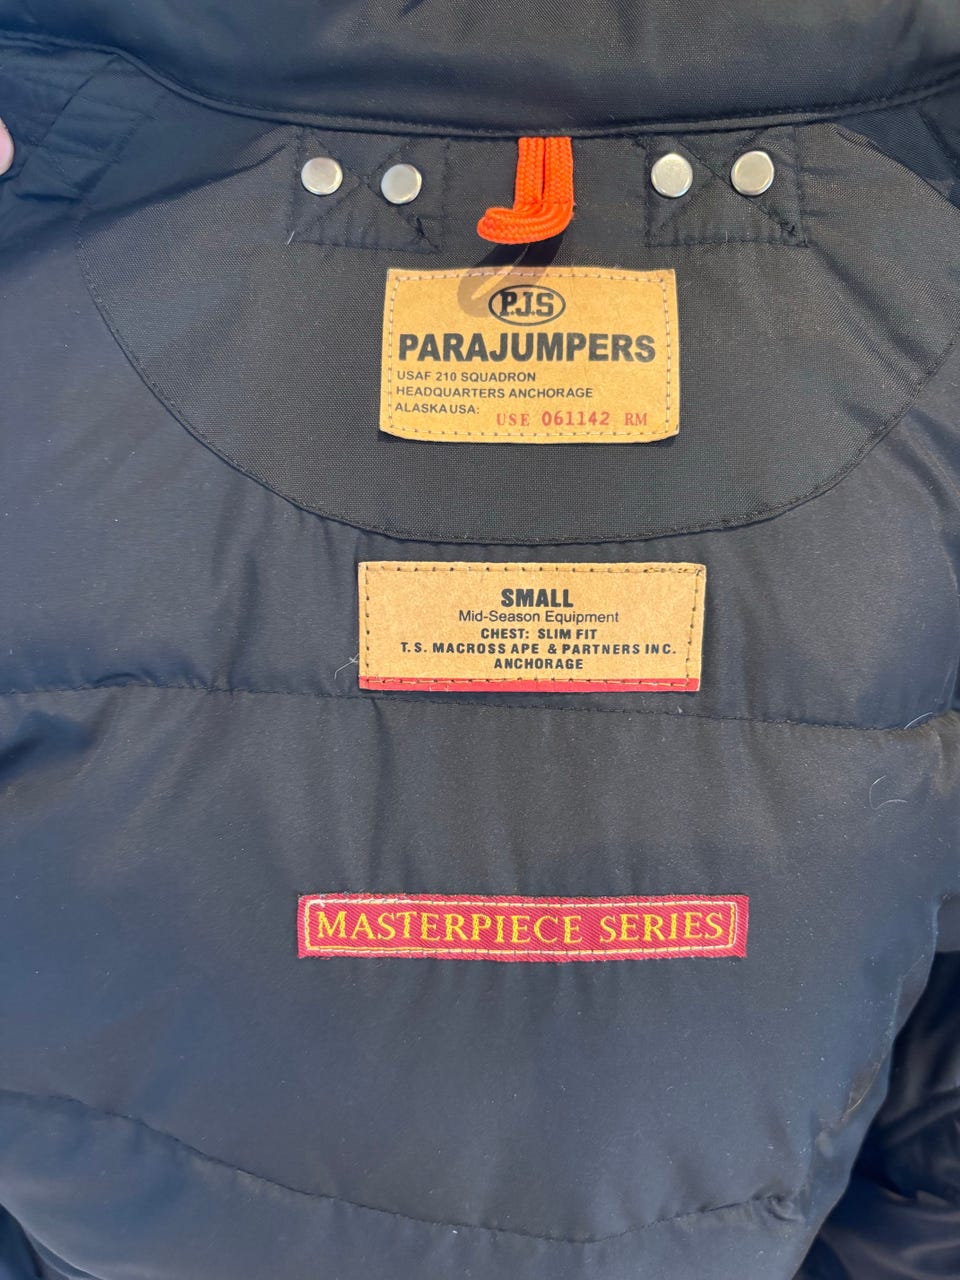 P.J.S
PARAJUMPERS
USAF 210 SQUADRON
HEADQUARTERS ANCHORAGE
ALASKA USA: USE 061142 RM
SMALL
Mid-Season Equipment
CHEST: SLIM FIT
T.S. MACROSS APE & PARTNERS INC.
ANCHORAGE
MASTERPIECE SERIES